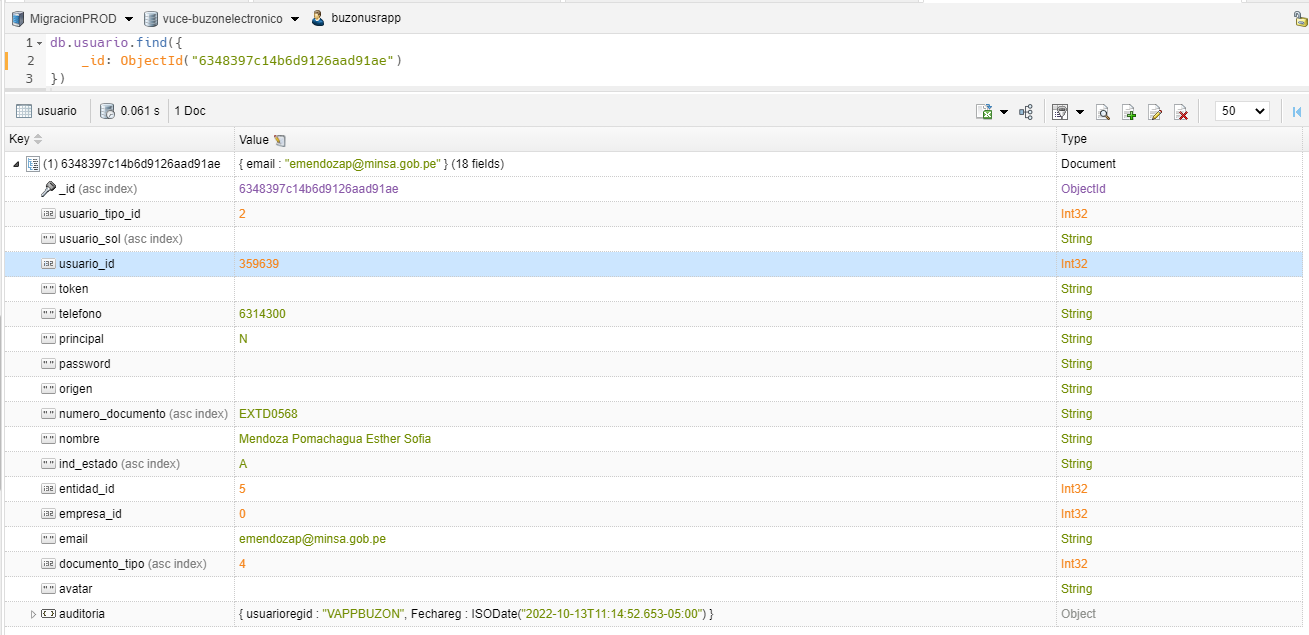 MigracionPROD vuce-buzonelectronico buzonusrapp
1 db.usuario.find({
2 _id: ObjectId("6348397c14b6d9126aad91ae")
3 })
usuario 0.061 s 1 Doc 50
Key Value Type
(1) 6348397c14b6d9126aad91ae { email : "emendozap@minsa.gob.pe" } (18 fields) Document
_id (asc index) 6348397c14b6d9126aad91ae ObjectId
i32 usuario_tipo_id 2 Int32
" " usuario_sol (asc index) String
i32 usuario_id 359639 Int32
" " token String
" " telefono 6314300 String
" " principal N String
" " password String
" " origen String
" " numero_documento (asc index) EXTD0568 String
" " nombre Mendoza Pomachagua Esther Sofia String
" " ind_estado (asc index) A String
i32 entidad_id 5 Int32
i32 empresa_id 0 Int32
" " email emendozap@minsa.gob.pe String
i32 documento_tipo (asc index) 4 Int32
" " avatar String
auditoria { usuarioregid : "VAPPBUZON", Fechareg : ISODate("2022-10-13T11:14:52.653-05:00") } Object